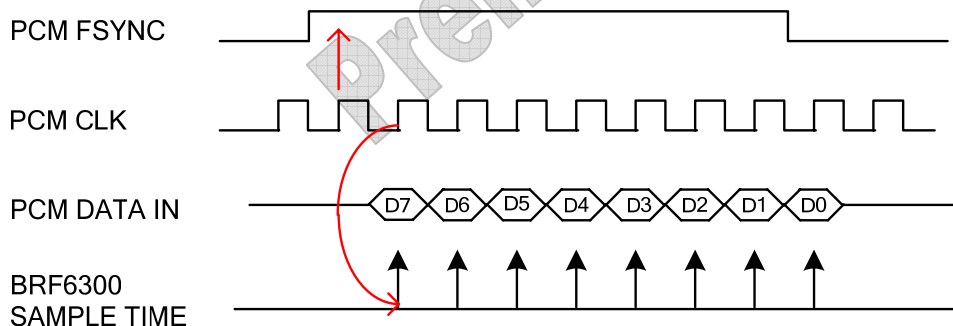 PCM FSYNC
PCM CLK
PCM DATA IN
D7 D6 D5 D4 D3 D2 D1 D0
BRF6300
SAMPLE TIME